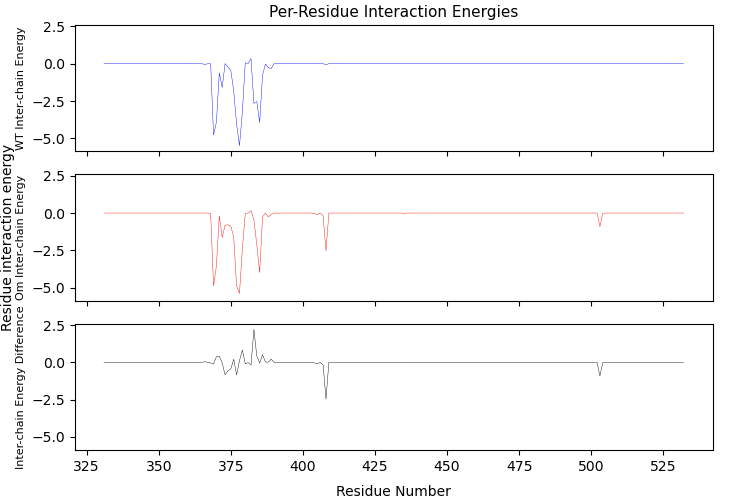 Per-Residue Interaction Energies
Residue interaction energy
WT Inter-chain Energy
2.5
0.0
−2.5
−5.0
Om Inter-chain Energy
2.5
0.0
−2.5
−5.0
Inter-chain Energy Difference
2.5
0.0
−2.5
−5.0
325 350 375 400 425 450 475 500 525
Residue Number